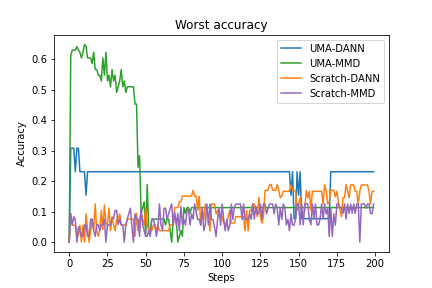 Worst accuracy
UMA-DANN
UMA-MMD
Scratch-DANN
Scratch-MMD
Accuracy
0.6
0.5
0.4
0.3
0.2
0.1
0.0
0 25 50 75 100 125 150 175 200
Steps